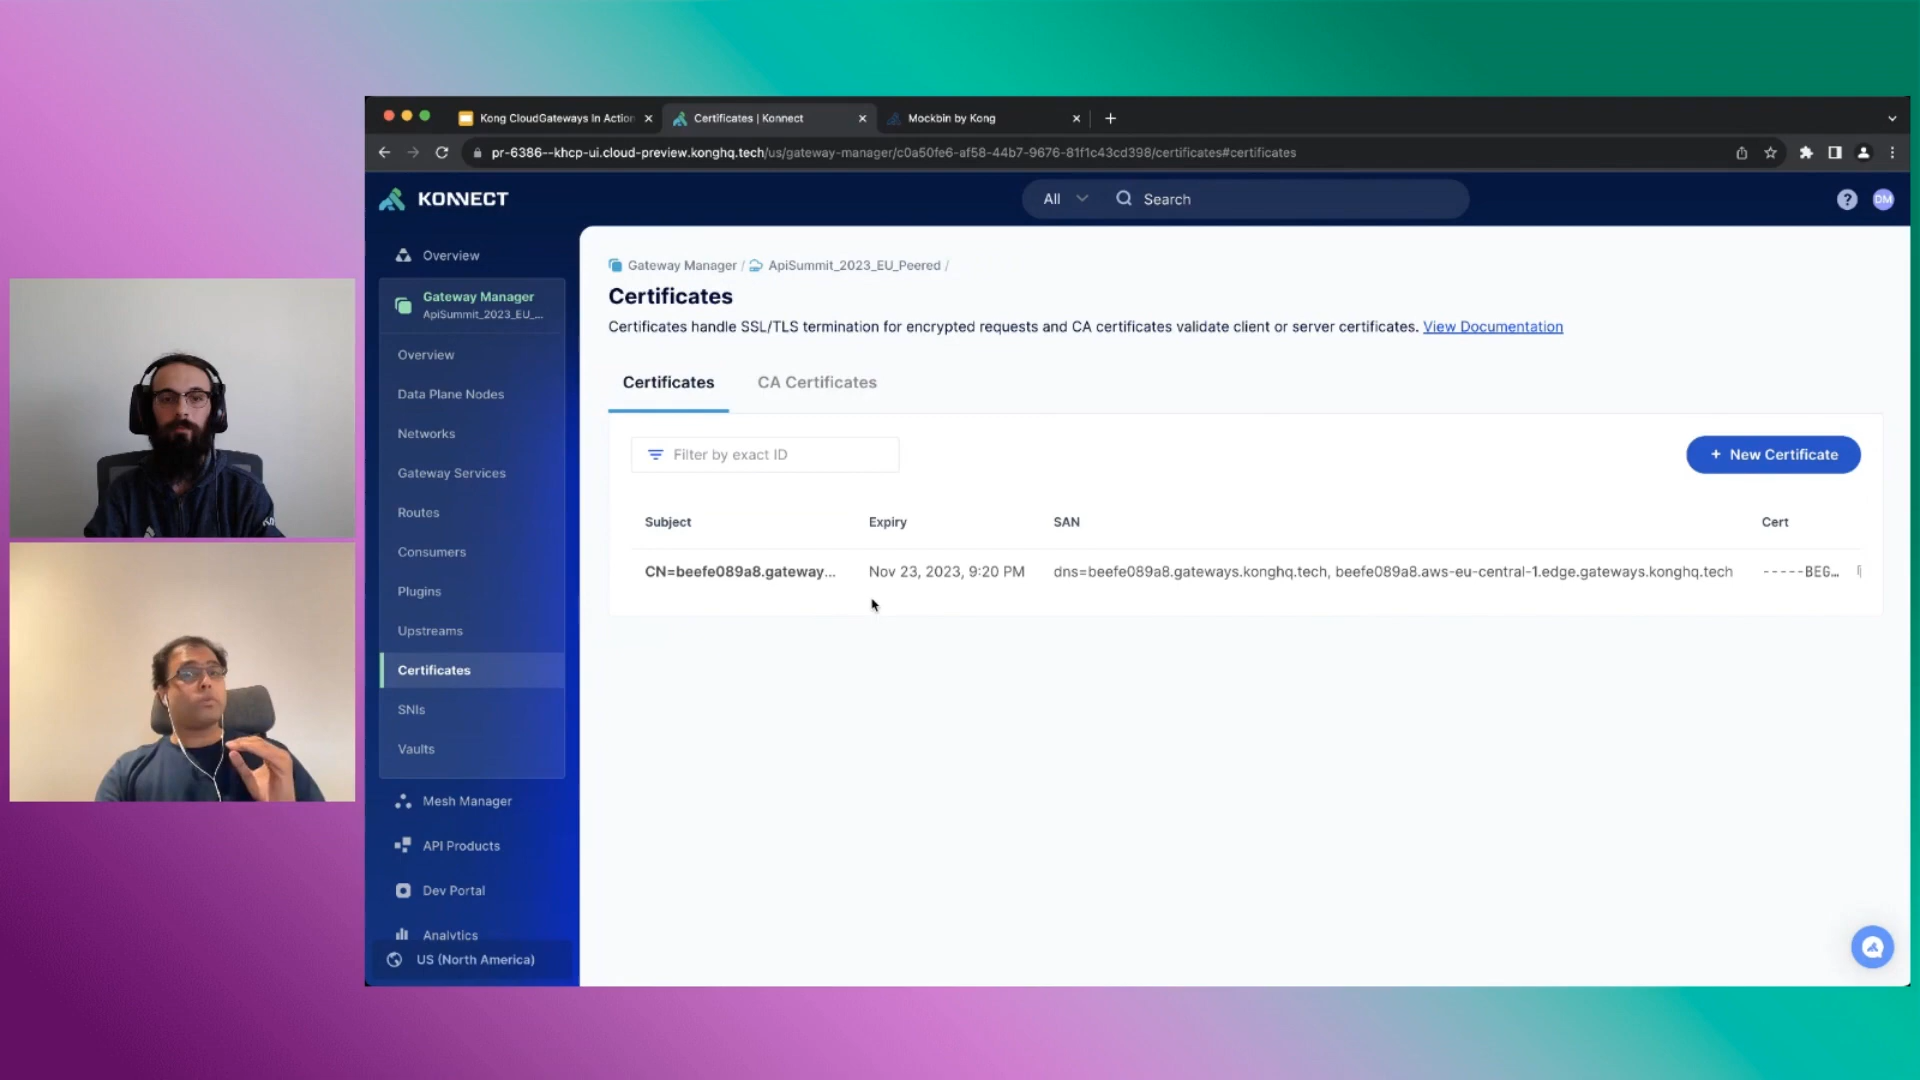 Kong CloudGateways In Action
Certificates | Konnect
Mockbin by Kong
pr-6386--khcp-ui.cloud-preview.konghq.tech/us/gateway-manager/c0a50fe6-af58-44b7-9676-81f1c43cd398/certificates#certificates
KONNECT
All
Search
?
DM
Overview
Gateway Manager
ApiSummit_2023_EU_...
Overview
Data Plane Nodes
Networks
Gateway Services
Routes
Consumers
Plugins
Upstreams
Certificates
SNIs
Vaults
Mesh Manager
API Products
Dev Portal
Analytics
US (North America)
Gateway Manager / ApiSummit_2023_EU_Peered /
Certificates
Certificates handle SSL/TLS termination for encrypted requests and CA certificates validate client or server certificates. View Documentation
Certificates CA Certificates
Filter by exact ID
+ New Certificate
Subject Expiry SAN Cert
CN=beefe089a8.gateway... Nov 23, 2023, 9:20 PM dns=beefe089a8.gateways.konghq.tech, beefe089a8.aws-eu-central-1.edge.gateways.konghq.tech -----BEG...